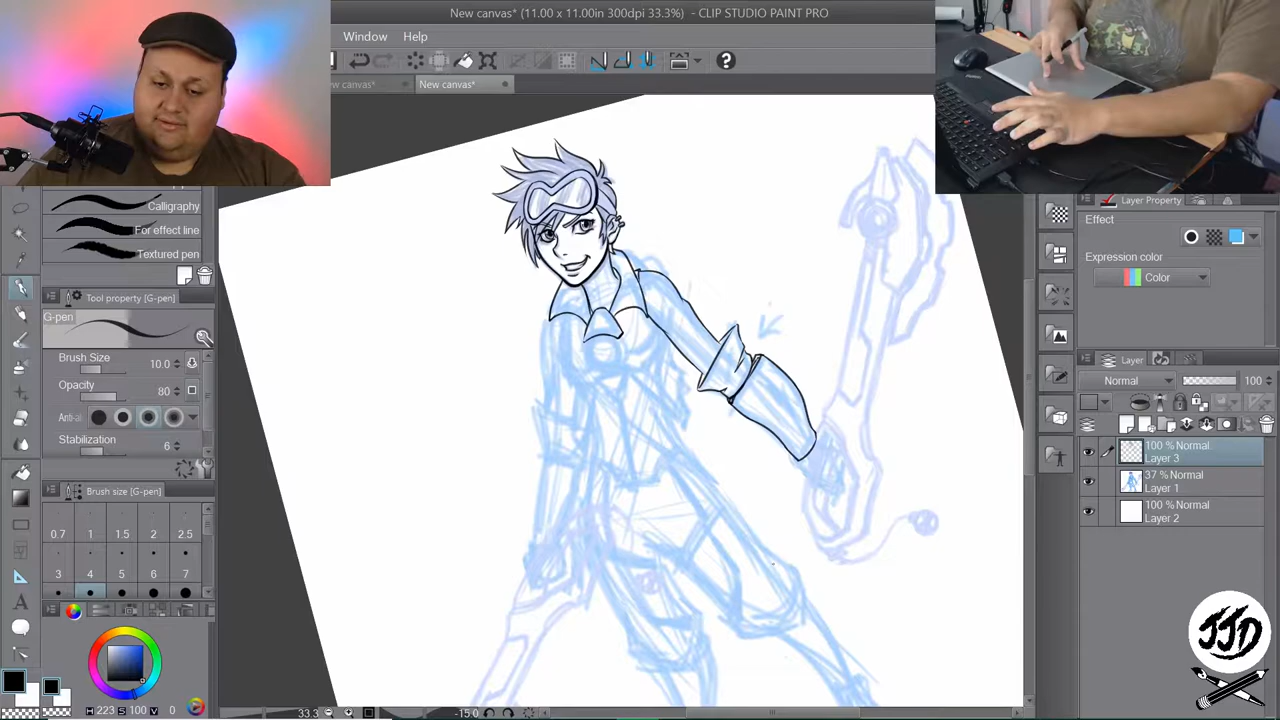 New canvas* (11.00 x 11.00in 300dpi 33.3%) - CLIP STUDIO PAINT PRO
Window Help
New canvas*
Calligraphy
For effect line
Textured pen
Tool property [G-pen]
G-pen
Brush Size 10.0
Opacity 80
Anti-al
Stabilization 6
Brush size [G-pen]
0.7 1 1.5 2 2.5
3 4 5 6 7
H 223 S 100 V 0
33.3
-15.0
Layer Property
Effect
Expression color
Color
Layer
Normal 100
100 % Normal
Layer 3
37 % Normal
Layer 1
100 % Normal
Layer 2
JJD